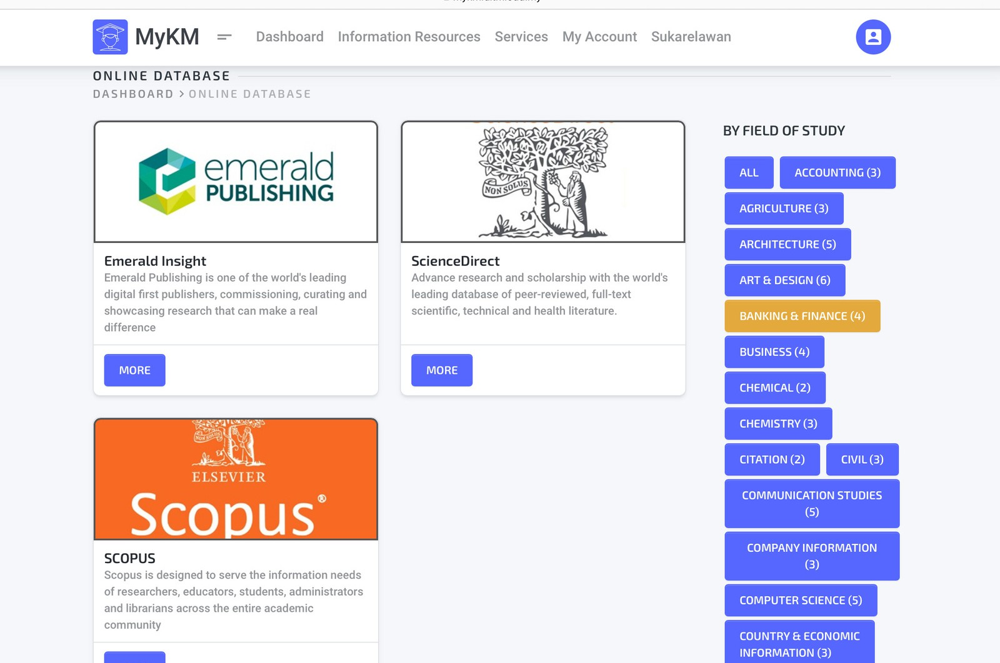 MyKM
Dashboard
Information Resources
Services
My Account
Sukarelawan
ONLINE DATABASE
DASHBOARD > ONLINE DATABASE
emerald
PUBLISHING
Emerald Insight
Emerald Publishing is one of the world's leading
digital first publishers, commissioning, curating and
showcasing research that can make a real
difference
MORE
NON SOLUS
ScienceDirect
Advance research and scholarship with the world's
leading database of peer-reviewed, full-text
scientific, technical and health literature.
MORE
NON SOLUS
ELSEVIER
Scopus®
SCOPUS
Scopus is designed to serve the information needs
of researchers, educators, students, administrators
and librarians across the entire academic
community
BY FIELD OF STUDY
ALL
ACCOUNTING (3)
AGRICULTURE (3)
ARCHITECTURE (5)
ART & DESIGN (6)
BANKING & FINANCE (4)
BUSINESS (4)
CHEMICAL (2)
CHEMISTRY (3)
CITATION (2)
CIVIL (3)
COMMUNICATION STUDIES
(5)
COMPANY INFORMATION
(3)
COMPUTER SCIENCE (5)
COUNTRY & ECONOMIC
INFORMATION (3)